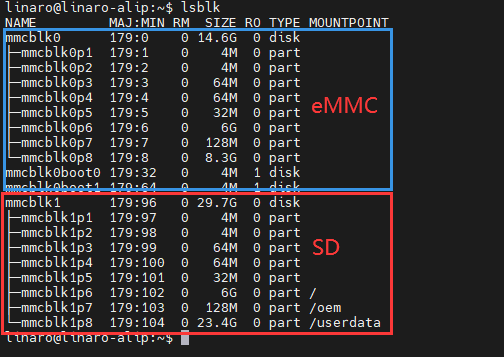 linaro@linaro-alip:~$ lsblk
NAME         MAJ:MIN RM  SIZE RO TYPE MOUNTPOINT
mmcblk0      179:0    0 14.6G  0 disk
├─mmcblk0p1  179:1    0    4M  0 part
├─mmcblk0p2  179:2    0    4M  0 part
├─mmcblk0p3  179:3    0   64M  0 part
├─mmcblk0p4  179:4    0   64M  0 part
├─mmcblk0p5  179:5    0   32M  0 part
├─mmcblk0p6  179:6    0    6G  0 part
├─mmcblk0p7  179:7    0  128M  0 part
└─mmcblk0p8  179:8    0  8.3G  0 part
eMMC
mmcblk0boot0 179:32   0    4M  1 disk
mmcblk0boot1 179:64   0    4M  1 disk
mmcblk1      179:96   0 29.7G  0 disk
├─mmcblk1p1  179:97   0    4M  0 part
├─mmcblk1p2  179:98   0    4M  0 part
├─mmcblk1p3  179:99   0   64M  0 part
├─mmcblk1p4  179:100  0   64M  0 part
├─mmcblk1p5  179:101  0   32M  0 part
├─mmcblk1p6  179:102  0    6G  0 part /
├─mmcblk1p7  179:103  0  128M  0 part /oem
└─mmcblk1p8  179:104  0 23.4G  0 part /userdata
SD
linaro@linaro-alip:~$